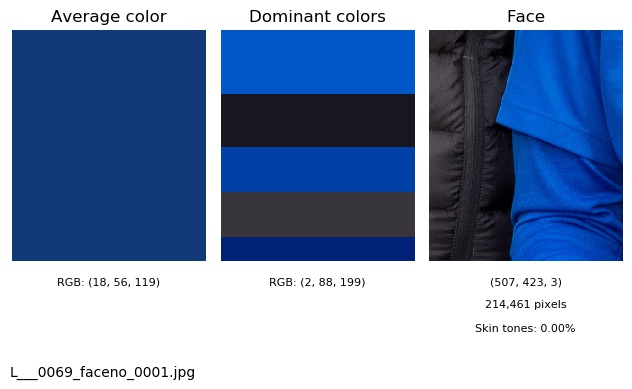 Average color
Dominant colors
Face
RGB: (18, 56, 119)
RGB: (2, 88, 199)
(507, 423, 3)
214,461 pixels
Skin tones: 0.00%
L___0069_faceno_0001.jpg